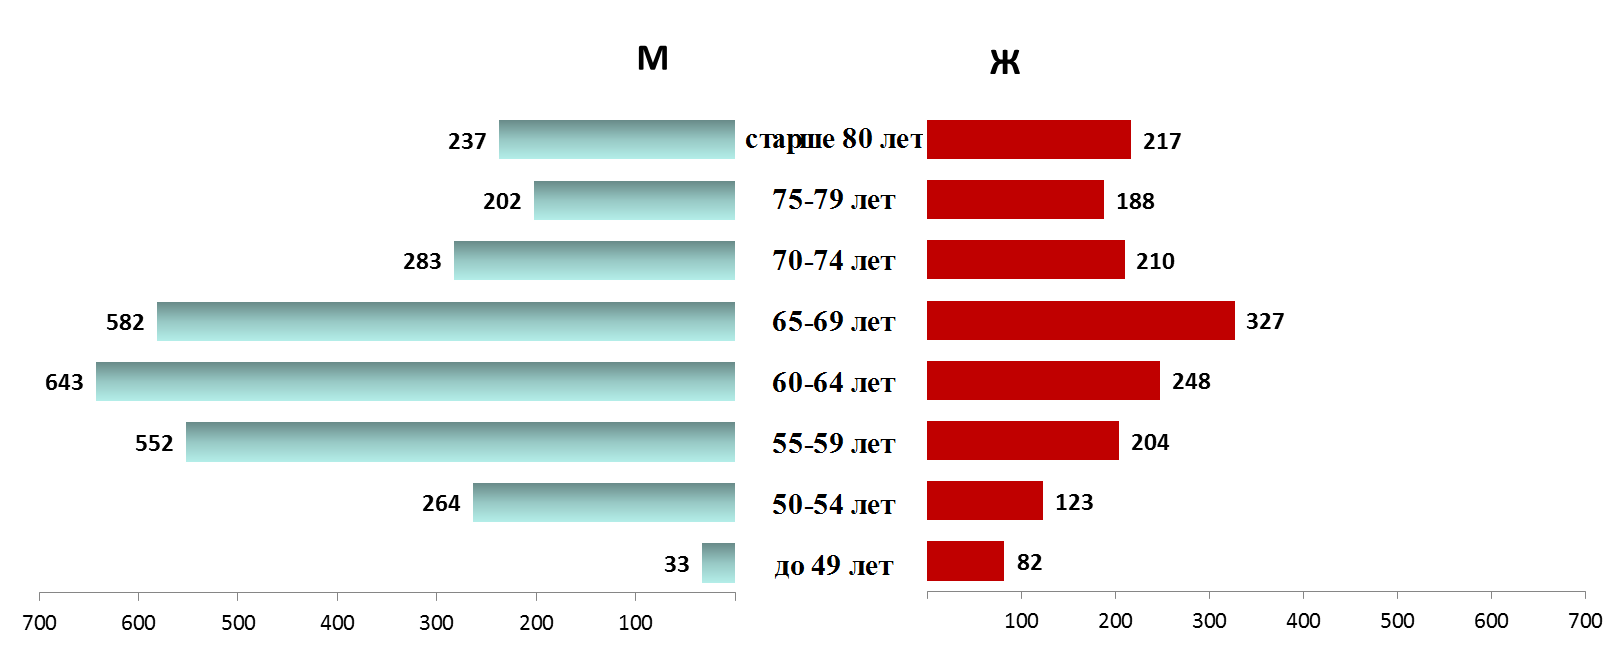 М Ж
237 старше 80 лет 217
202 75-79 лет 188
283 70-74 лет 210
582 65-69 лет 327
643 60-64 лет 248
552 55-59 лет 204
264 50-54 лет 123
33 до 49 лет 82
700 600 500 400 300 200 100 100 200 300 400 500 600 700